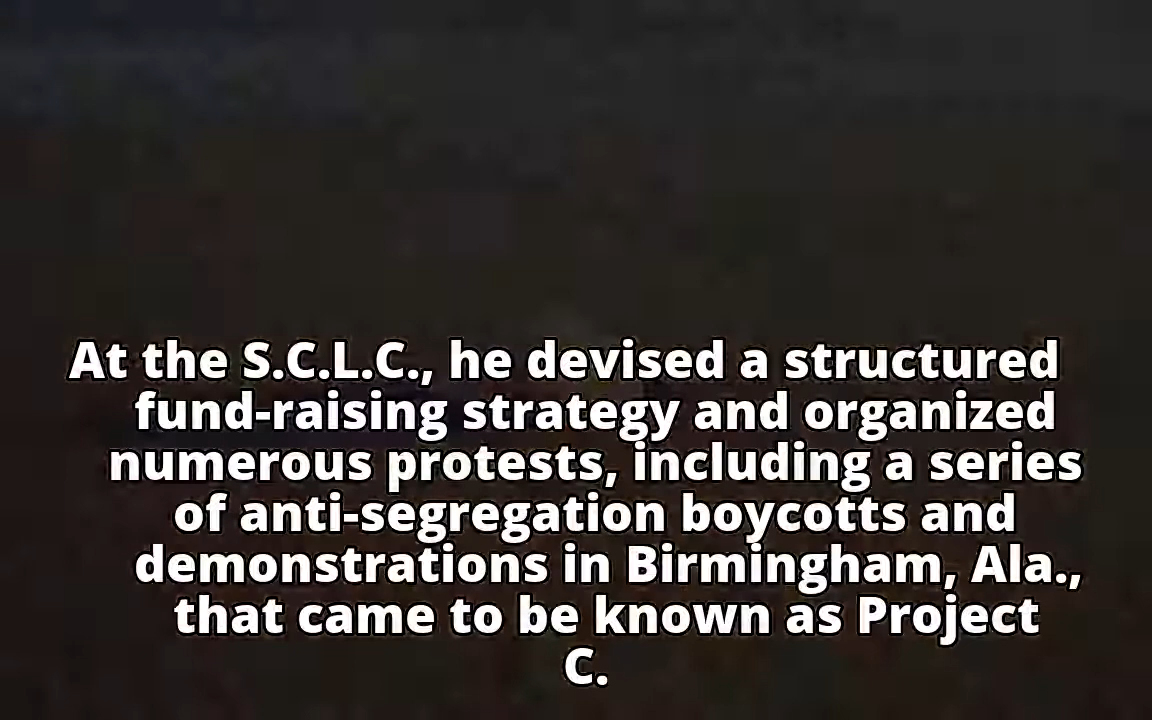 At the S.C.L.C., he devised a structured
fund-raising strategy and organized
numerous protests, including a series
of anti-segregation boycotts and
demonstrations in Birmingham, Ala.,
that came to be known as Project
C.